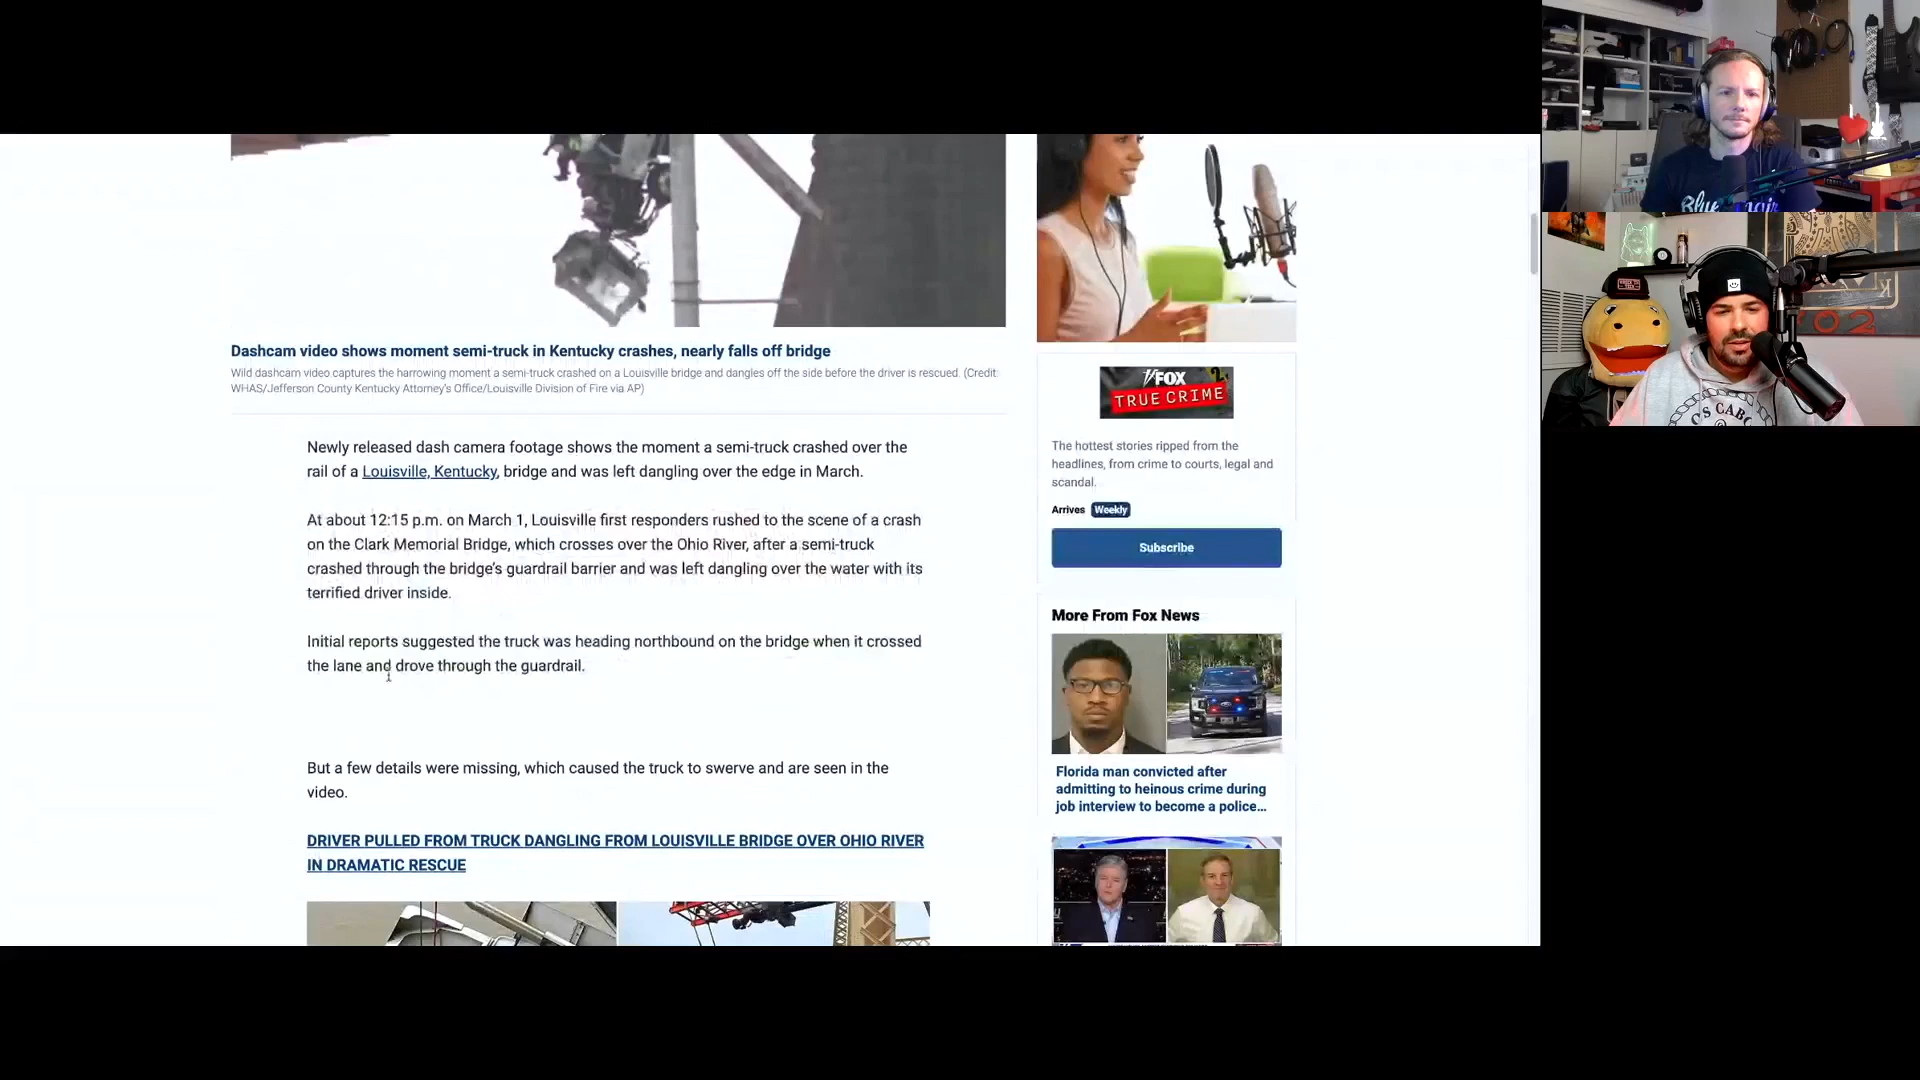 Dashcam video shows moment semi-truck in Kentucky crashes, nearly falls off bridge
Wild dashcam video captures the harrowing moment a semi-truck crashed on a Louisville bridge and dangles off the side before the driver is rescued. (Credit:
WHAS/Jefferson County Kentucky Attorney's Office/Louisville Division of Fire via AP)
Newly released dash camera footage shows the moment a semi-truck crashed over the
rail of a Louisville, Kentucky, bridge and was left dangling over the edge in March.
At about 12:15 p.m. on March 1, Louisville first responders rushed to the scene of a crash
on the Clark Memorial Bridge, which crosses over the Ohio River, after a semi-truck
crashed through the bridge's guardrail barrier and was left dangling over the water with its
terrified driver inside.
Initial reports suggested the truck was heading northbound on the bridge when it crossed
the lane and drove through the guardrail.
But a few details were missing, which caused the truck to swerve and are seen in the
video.
DRIVER PULLED FROM TRUCK DANGLING FROM LOUISVILLE BRIDGE OVER OHIO RIVER
IN DRAMATIC RESCUE
FOX
TRUE CRIME
The hottest stories ripped from the
headlines, from crime to courts, legal and
scandal.
Arrives Weekly
Subscribe
More From Fox News
Florida man convicted after
admitting to heinous crime during
job interview to become a police...
Blue
702